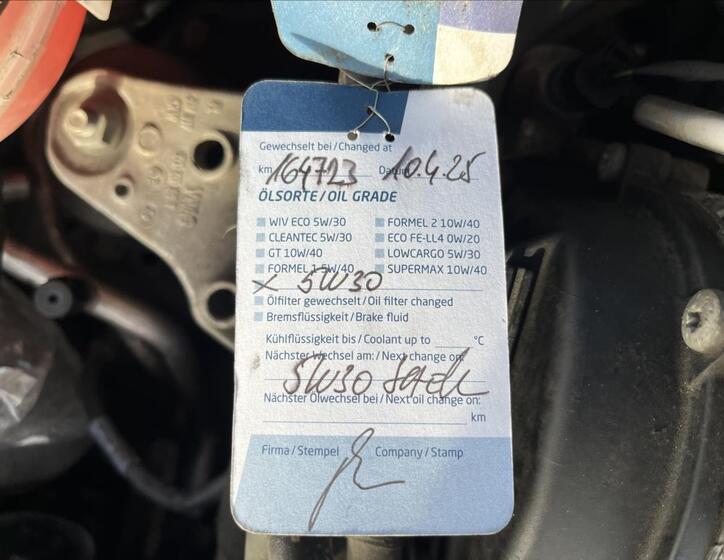 Gewechselt bei / Changed at
km 164723 Datum 10.4.25
ÖLSORTE / OIL GRADE
WIV ECO 5W/30 FORMEL 2 10W/40
CLEANTEC 5W/30 ECO FE-LL4 0W/20
GT 10W/40 LOWCARGO 5W/30
FORMEL 1 5W/40 SUPERMAX 10W/40
x 5W30
Ölfilter gewechselt / Oil filter changed
Bremsflüssigkeit / Brake fluid
Kühlflüssigkeit bis / Coolant up to ____ °C
Nächster Wechsel am: / Next change on:
5W30
Nächster Ölwechsel bei / Next oil change on:
km
Firma / Stempel Company / Stamp